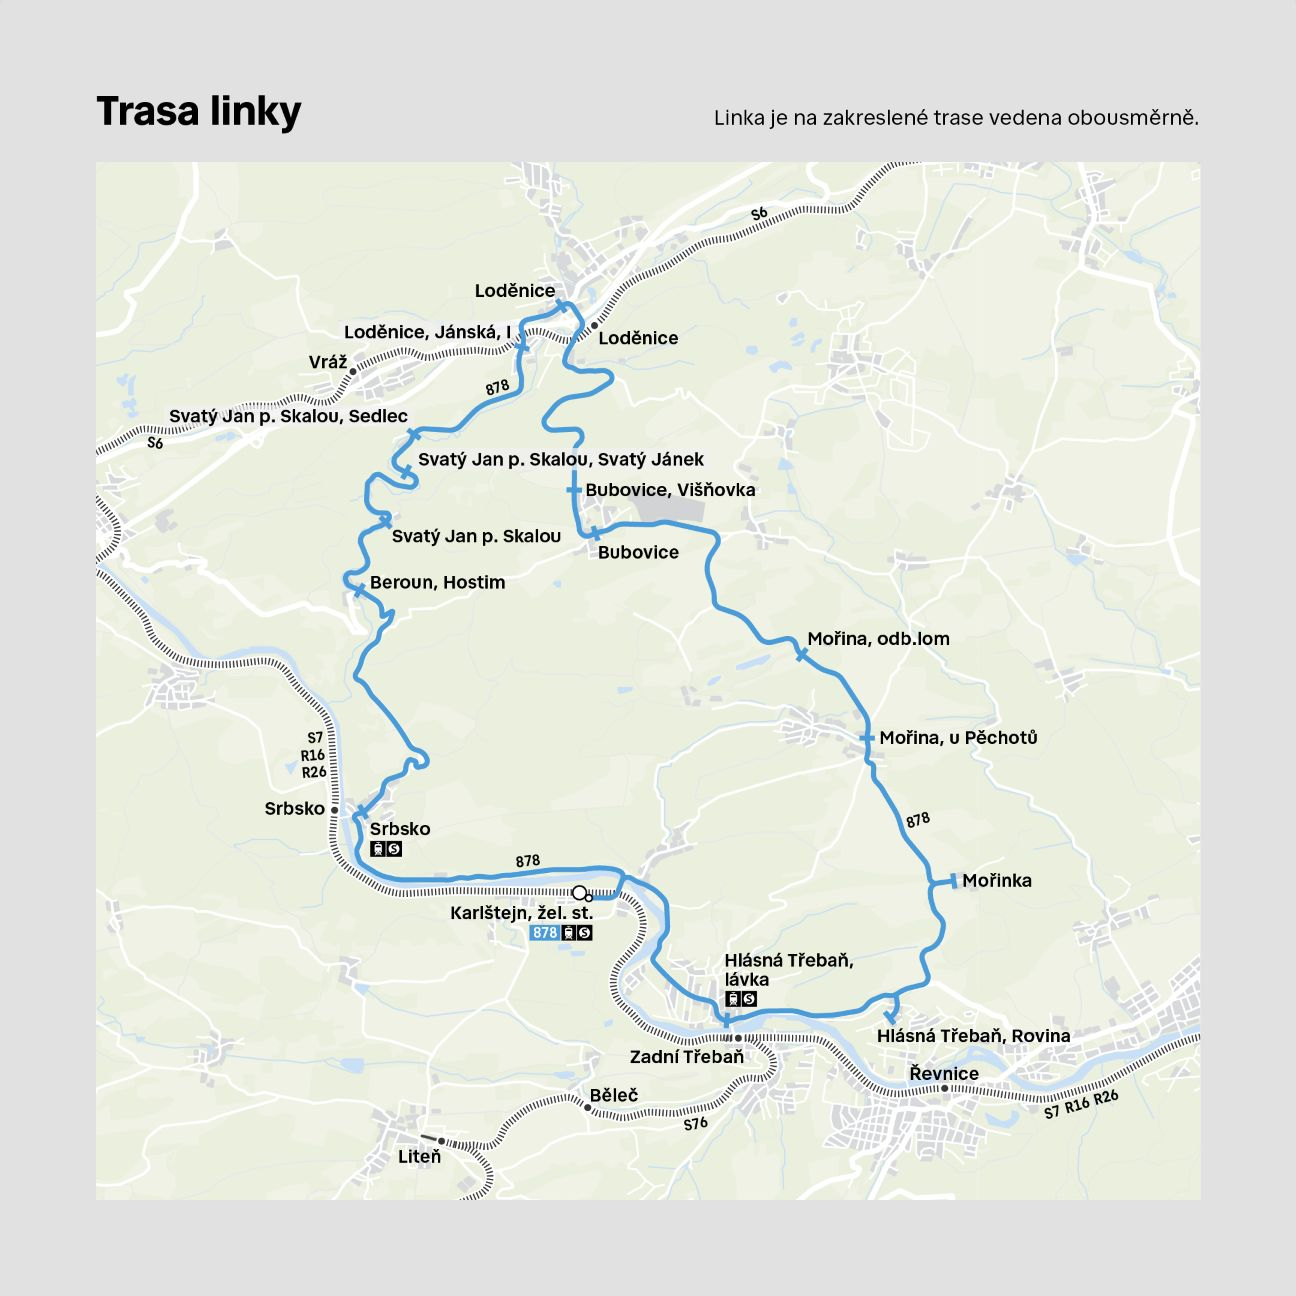 Trasa linky
Linka je na zakreslené trase vedena obousměrně.
S6
Loděnice
Loděnice, Jánská, I
Loděnice
Vráž
878
Svatý Jan p. Skalou, Sedlec
S6
Svatý Jan p. Skalou, Svatý Jánek
Bubovice, Višňovka
Svatý Jan p. Skalou
Bubovice
Beroun, Hostim
Mořina, odb.lom
S7
R16
R26
Mořina, u Pěchotů
Srbsko
Srbsko
S
878
878
Mořinka
Karlštejn, žel. st.
878 S
Hlásná Třebaň,
lávka
S
Hlásná Třebaň, Rovina
Zadní Třebaň
Řevnice
Běleč
S7 R16 R26
S76
Liteň